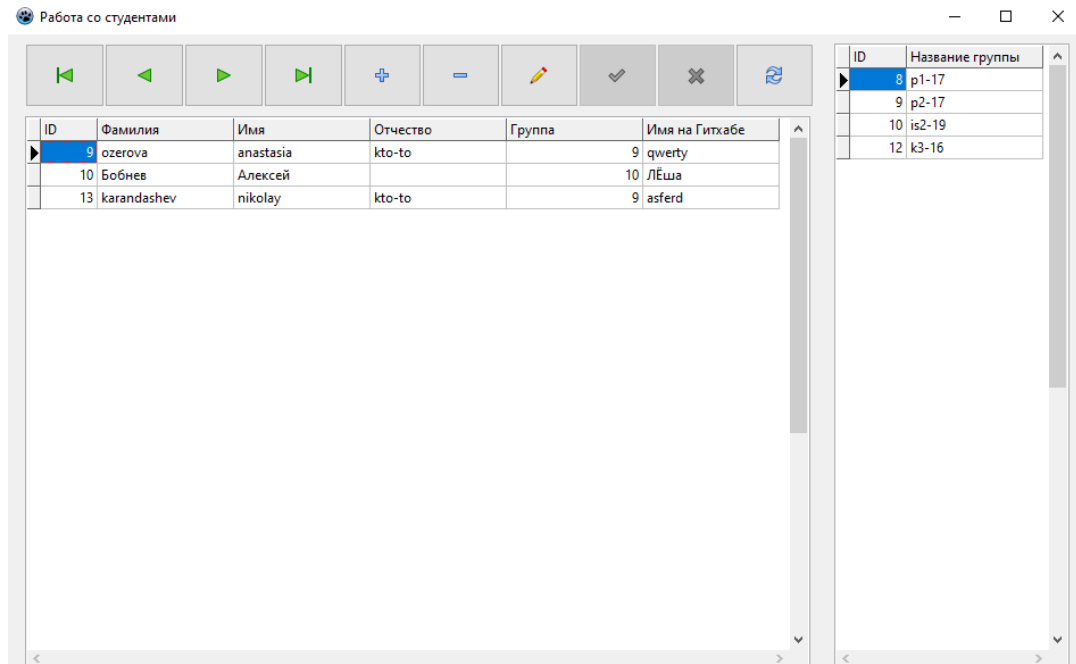 Работа со студентами
ID Фамилия Имя Отчество Группа Имя на Гитхабе
9 ozerova anastasia kto-to 9 qwerty
10 Бобнев Алексей 10 ЛЁша
13 karandashev nikolay kto-to 9 asferd
ID Название группы
8 p1-17
9 p2-17
10 is2-19
12 k3-16